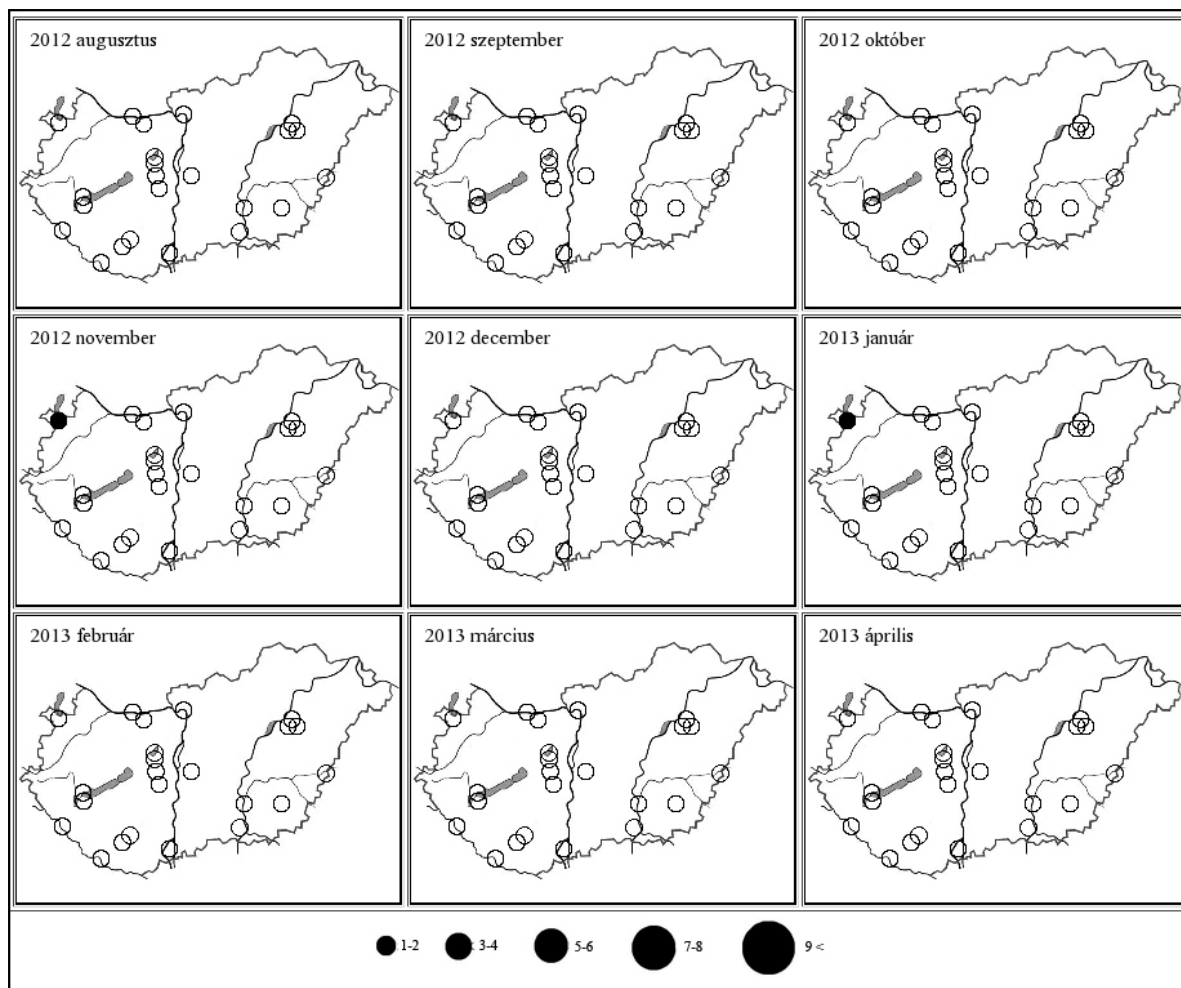 2012 augusztus
2012 szeptember
2012 október
2012 november
2012 december
2013 január
2013 február
2013 március
2013 április
1-2
3-4
5-6
7-8
9 <